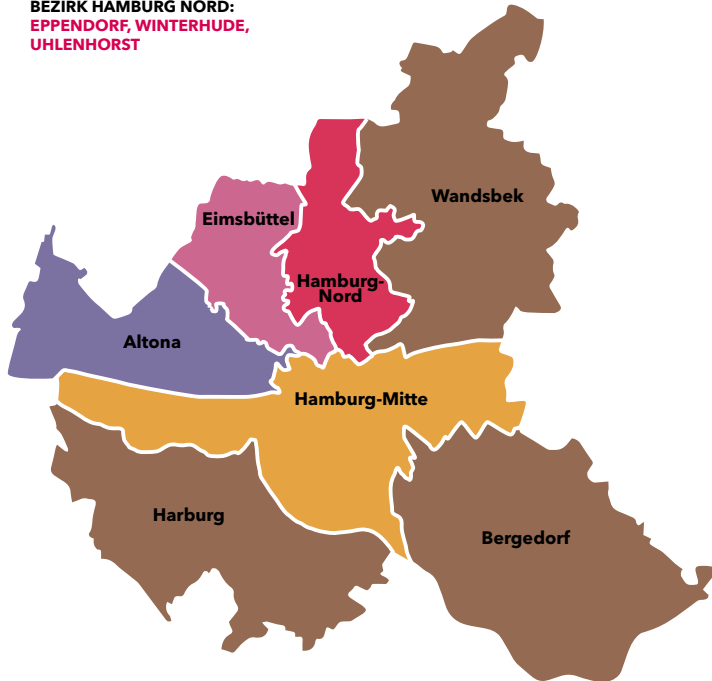 BEZIRK HAMBURG NORD:
EPPENDORF, WINTERHUDE,
UHLENHORST
Wandsbek
Eimsbüttel
Hamburg-
Nord
Altona
Hamburg-Mitte
Harburg
Bergedorf